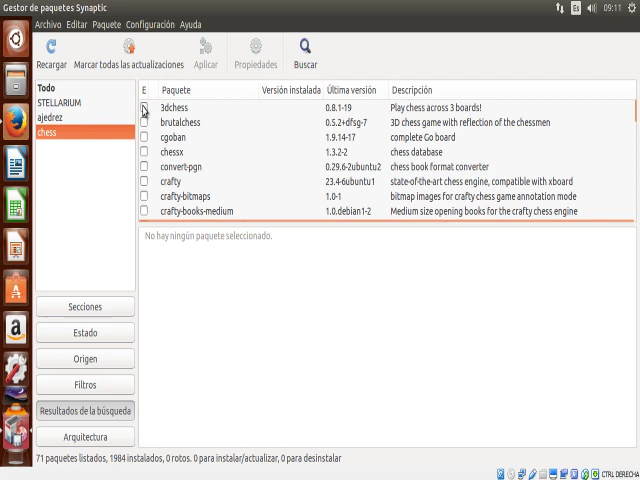 Gestor de paquetes Synaptic
Es
09:11
Archivo Editar Paquete Configuración Ayuda
Recargar Marcar todas las actualizaciones Aplicar Propiedades Buscar
Todo
STELLARIUM
ajedrez
chess
E Paquete Versión instalada Última versión Descripción
3dchess 0.8.1-19 Play chess across 3 boards!
brutalchess 0.5.2+dfsg-7 3D chess game with reflection of the chessmen
cgoban 1.9.14-17 complete Go board
chessx 1.3.2-2 chess database
convert-pgn 0.29.6-2ubuntu2 chess book format converter
crafty 23.4-6ubuntu1 state-of-the-art chess engine, compatible with xboard
crafty-bitmaps 1.0-1 bitmap images for crafty chess game annotation mode
crafty-books-medium 1.0.debian1-2 Medium size opening books for the crafty chess engine
No hay ningún paquete seleccionado.
Secciones
Estado
Origen
Filtros
Resultados de la búsqueda
Arquitectura
71 paquetes listados, 1984 instalados, 0 rotos. 0 para instalar/actualizar, 0 para desinstalar
CTRL DERECHA